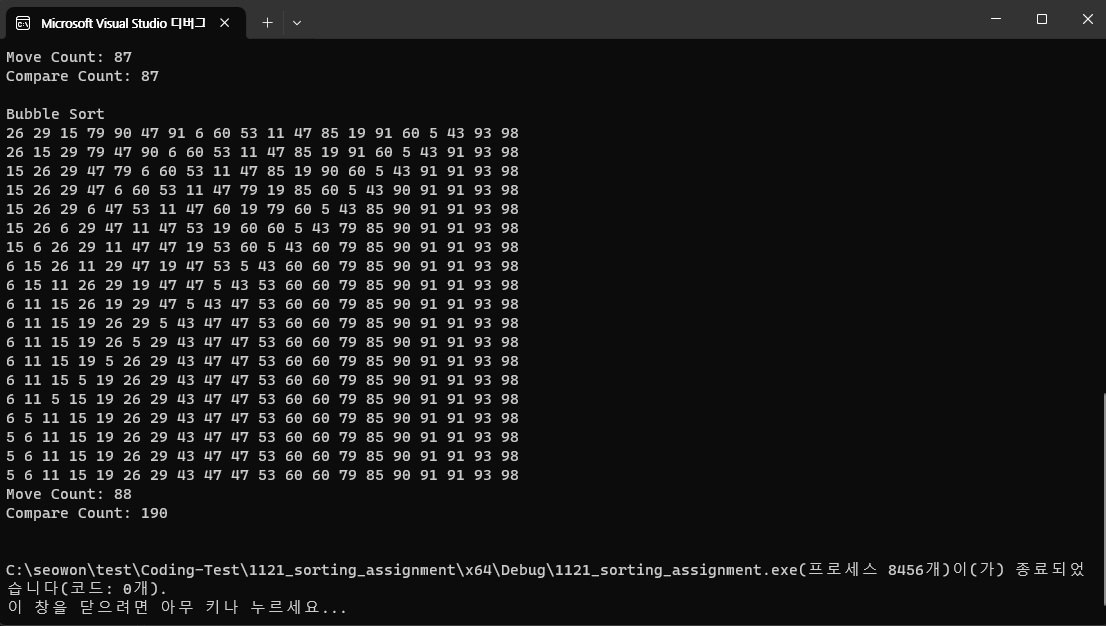 Microsoft Visual Studio 디버그
Move Count: 87
Compare Count: 87
Bubble Sort
26 29 15 79 90 47 91 6 60 53 11 47 85 19 91 60 5 43 93 98
26 15 29 79 47 90 6 60 53 11 47 85 19 91 60 5 43 91 93 98
15 26 29 47 79 6 60 53 11 47 85 19 90 60 5 43 91 91 93 98
15 26 29 47 6 60 53 11 47 79 19 85 60 5 43 90 91 91 93 98
15 26 29 6 47 53 11 47 60 19 79 60 5 43 85 90 91 91 93 98
15 26 6 29 47 11 47 53 19 60 60 5 43 79 85 90 91 91 93 98
15 6 26 29 11 47 47 19 53 60 5 43 60 79 85 90 91 91 93 98
6 15 26 11 29 47 19 47 53 5 43 60 60 79 85 90 91 91 93 98
6 15 11 26 29 19 47 47 5 43 53 60 60 79 85 90 91 91 93 98
6 11 15 26 19 29 47 5 43 47 53 60 60 79 85 90 91 91 93 98
6 11 15 19 26 29 5 43 47 47 53 60 60 79 85 90 91 91 93 98
6 11 15 19 26 5 29 43 47 47 53 60 60 79 85 90 91 91 93 98
6 11 15 19 5 26 29 43 47 47 53 60 60 79 85 90 91 91 93 98
6 11 15 5 19 26 29 43 47 47 53 60 60 79 85 90 91 91 93 98
6 11 5 15 19 26 29 43 47 47 53 60 60 79 85 90 91 91 93 98
6 5 11 15 19 26 29 43 47 47 53 60 60 79 85 90 91 91 93 98
5 6 11 15 19 26 29 43 47 47 53 60 60 79 85 90 91 91 93 98
5 6 11 15 19 26 29 43 47 47 53 60 60 79 85 90 91 91 93 98
5 6 11 15 19 26 29 43 47 47 53 60 60 79 85 90 91 91 93 98
Move Count: 88
Compare Count: 190
C:\seowon\test\Coding-Test\1121_sorting_assignment\x64\Debug\1121_sorting_assignment.exe(프로세스 8456개)이(가) 종료되었
습니다(코드: 0개).
이 창을 닫으려면 아무 키나 누르세요...